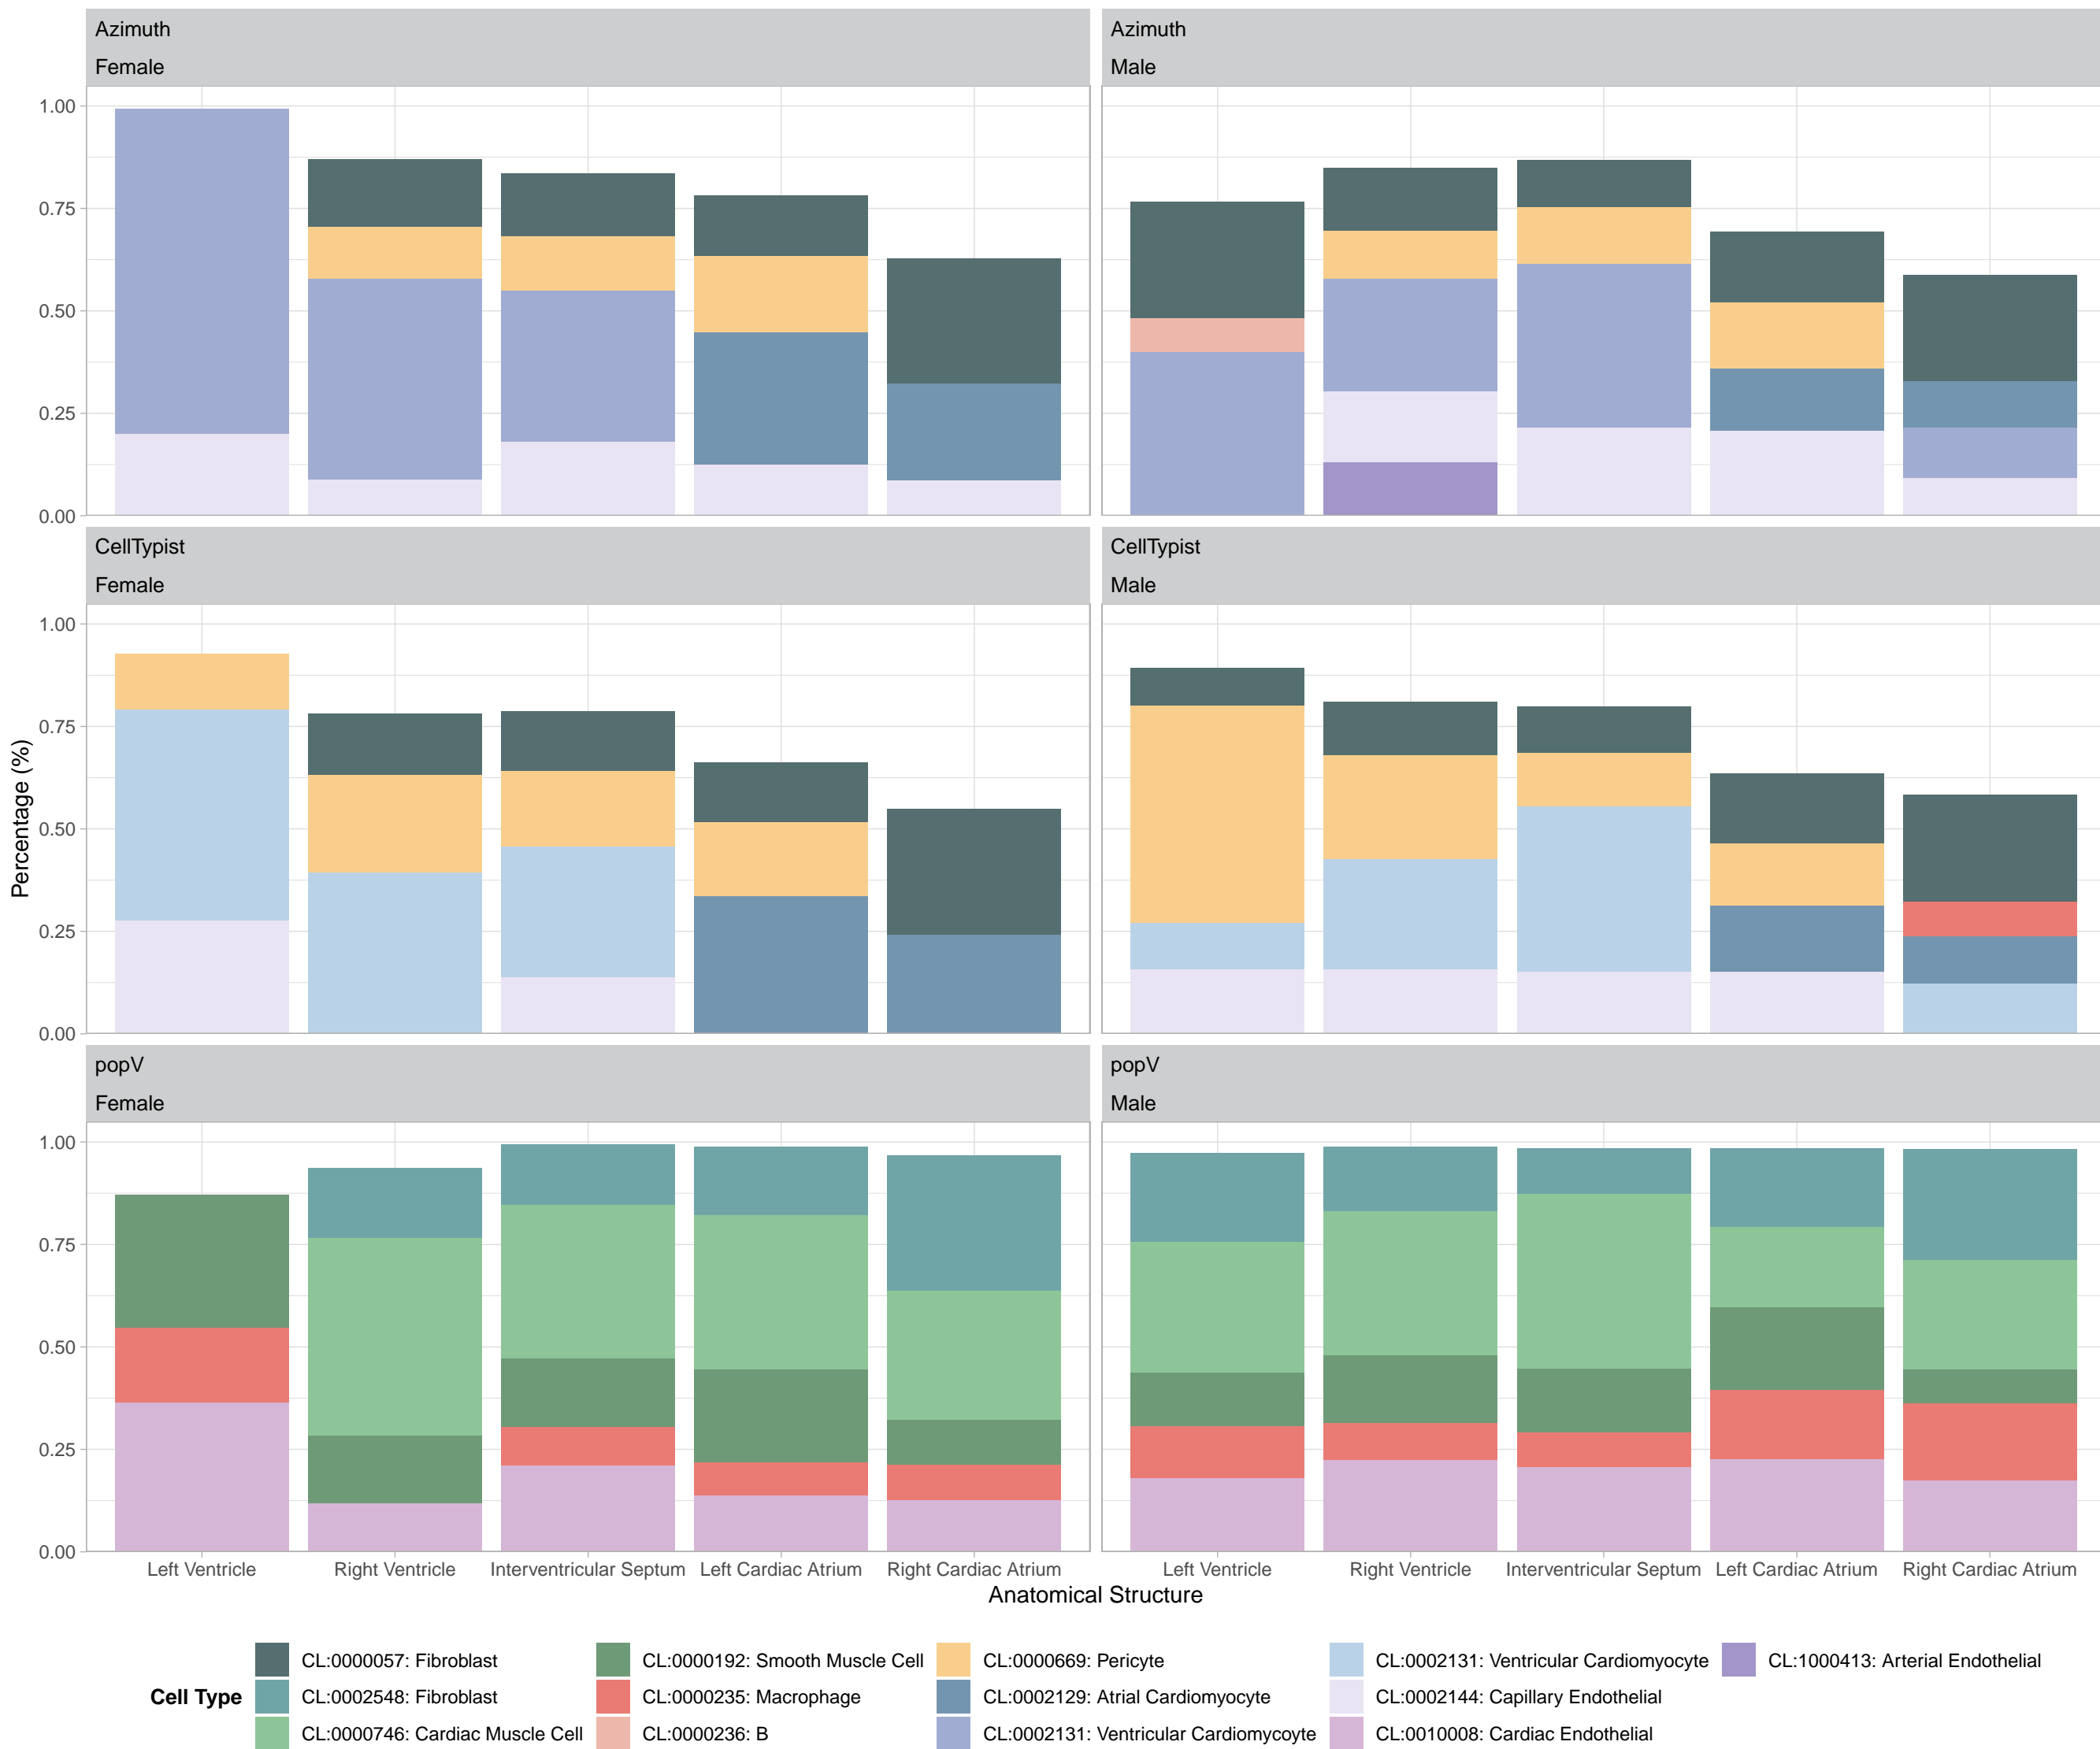 Azimuth
Female
Azimuth
Male
1.00
0.75
0.50
0.25
0.00
CellTypist
Female
CellTypist
Male
1.00
0.75
0.50
0.25
0.00
Percentage (%)
popV
Female
popV
Male
1.00
0.75
0.50
0.25
0.00
Left Ventricle Right Ventricle Interventricular Septum Left Cardiac Atrium Right Cardiac Atrium Left Ventricle Right Ventricle Interventricular Septum Left Cardiac Atrium Right Cardiac Atrium
Anatomical Structure
CL:0000057: Fibroblast CL:0000192: Smooth Muscle Cell CL:0000669: Pericyte CL:0002131: Ventricular Cardiomyocyte CL:1000413: Arterial Endothelial
Cell Type CL:0002548: Fibroblast CL:0000235: Macrophage CL:0002129: Atrial Cardiomyocyte CL:0002144: Capillary Endothelial
CL:0000746: Cardiac Muscle Cell CL:0000236: B CL:0002131: Ventricular Cardiomycoyte CL:0010008: Cardiac Endothelial